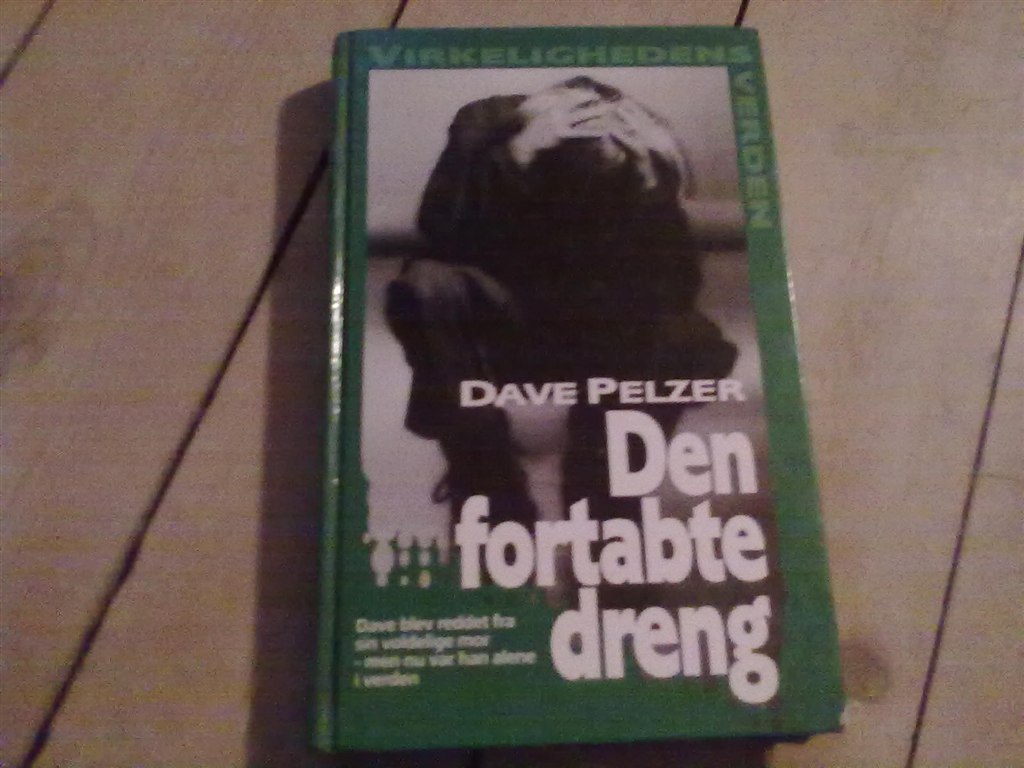 VIRKELIGHEDENS VERDEN
DAVE PELZER
Den
fortabte
dreng
Dave blev reddet fra
sin voldelige mor
- men nu var han alene
i verden